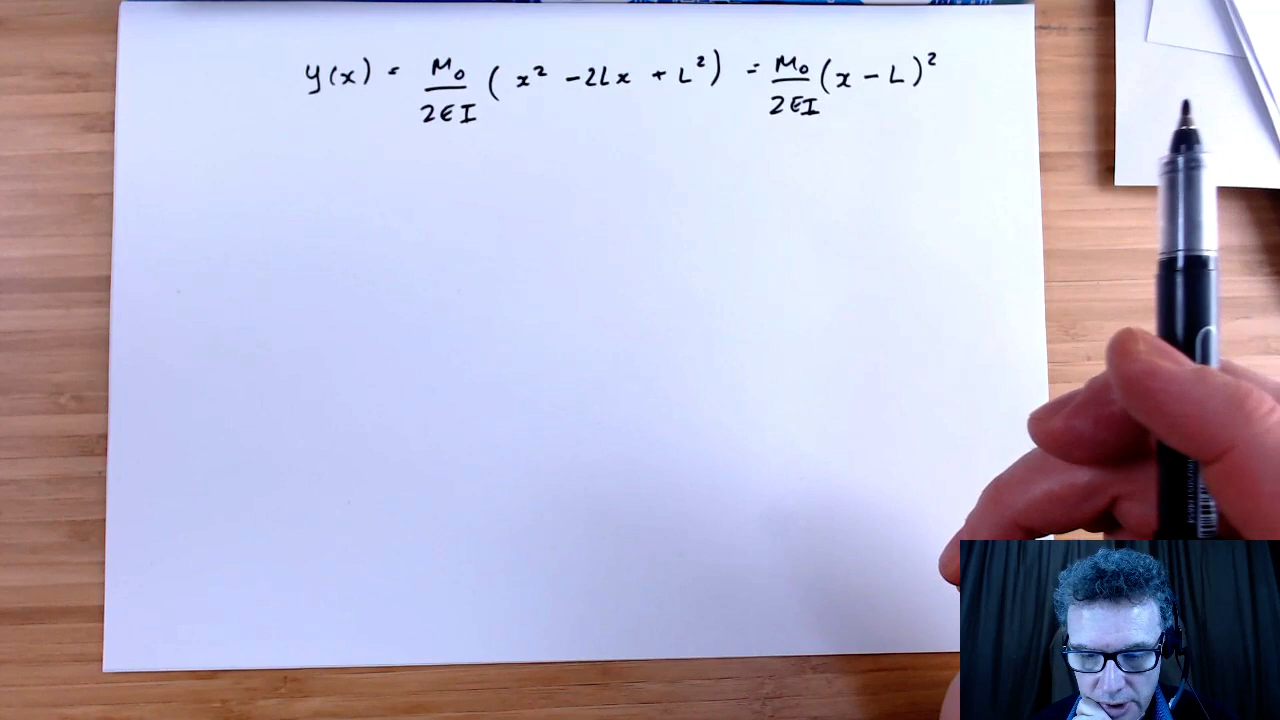 y(x) = M₀/2EI (x² - 2Lx + L²) = M₀/2EI (x - L)²